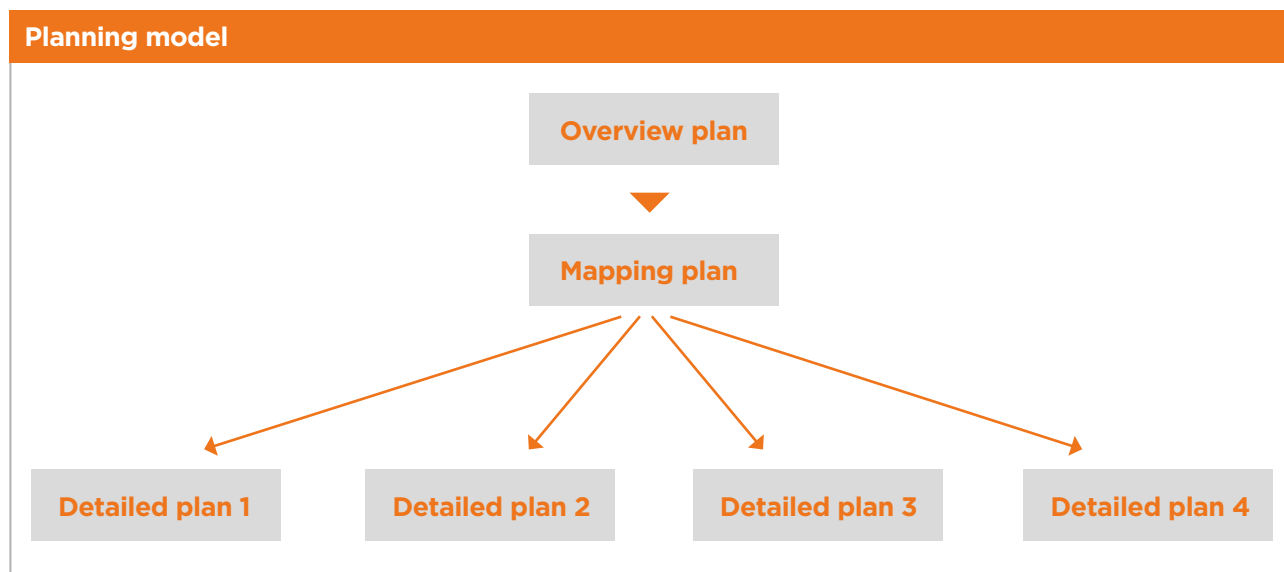 Planning model
Overview plan
Mapping plan
Detailed plan 1
Detailed plan 2
Detailed plan 3
Detailed plan 4